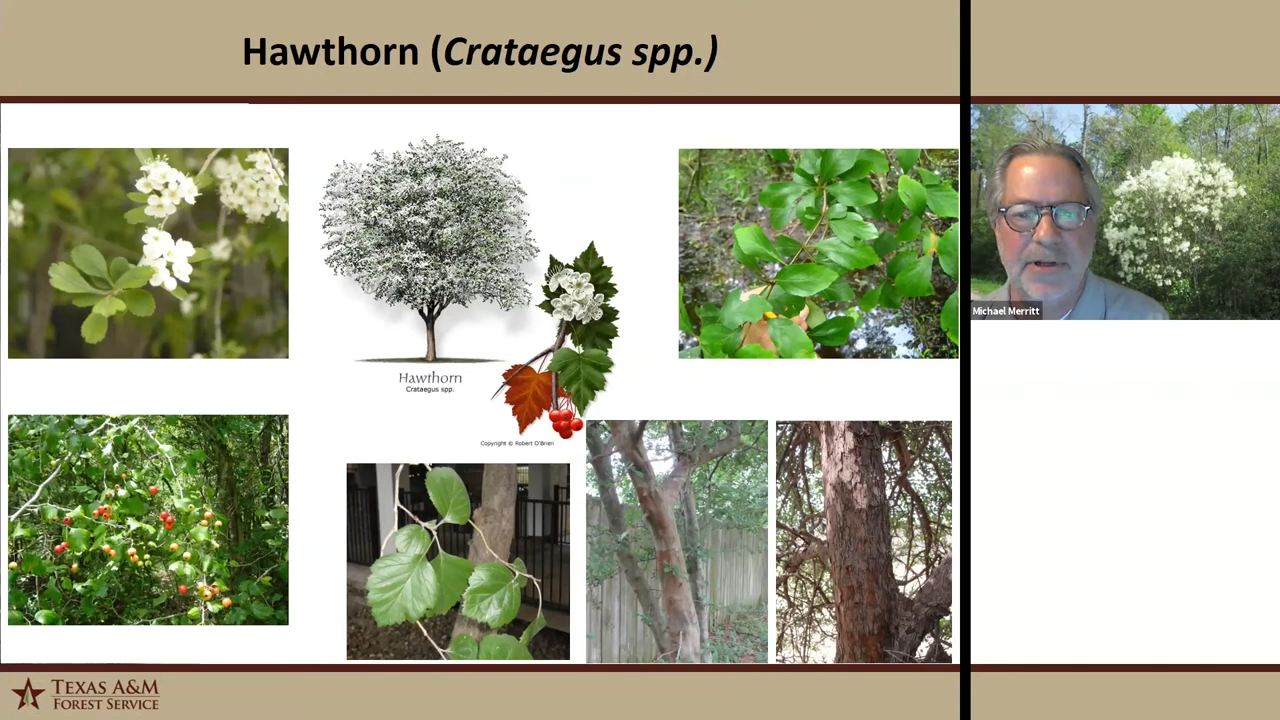 Hawthorn (Crataegus spp.)
Hawthorn
Crataegus spp.
Copyright © Robert O'Brien
Michael Merritt
TEXAS A&M
FOREST SERVICE